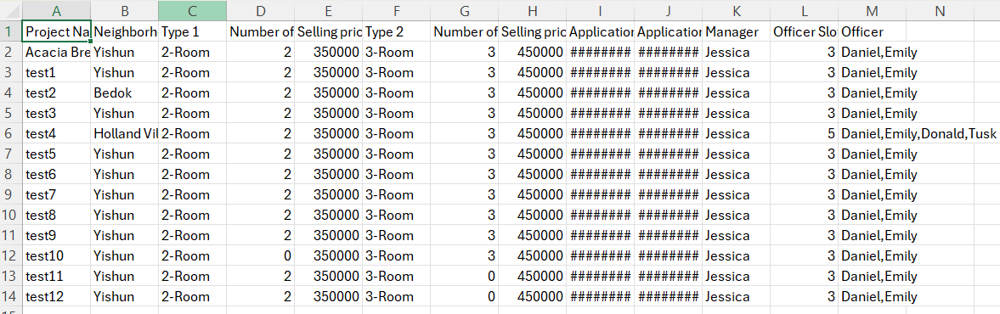 A B C D E F G H I J K L M N
1 Project Na Neighborh Type 1 Number of Selling pric Type 2 Number of Selling pric Application Application Manager Officer Slo Officer
2 Acacia Bre Yishun 2-Room 2 350000 3-Room 3 450000 ######## ######## Jessica 3 Daniel,Emily
3 test1 Yishun 2-Room 2 350000 3-Room 3 450000 ######## ######## Jessica 3 Daniel,Emily
4 test2 Bedok 2-Room 2 350000 3-Room 3 450000 ######## ######## Jessica 3 Daniel,Emily
5 test3 Yishun 2-Room 2 350000 3-Room 3 450000 ######## ######## Jessica 3 Daniel,Emily
6 test4 Holland Vil 2-Room 2 350000 3-Room 3 450000 ######## ######## Jessica 5 Daniel,Emily,Donald,Tusk
7 test5 Yishun 2-Room 2 350000 3-Room 3 450000 ######## ######## Jessica 3 Daniel,Emily
8 test6 Yishun 2-Room 2 350000 3-Room 3 450000 ######## ######## Jessica 3 Daniel,Emily
9 test7 Yishun 2-Room 2 350000 3-Room 3 450000 ######## ######## Jessica 3 Daniel,Emily
10 test8 Yishun 2-Room 2 350000 3-Room 3 450000 ######## ######## Jessica 3 Daniel,Emily
11 test9 Yishun 2-Room 2 350000 3-Room 3 450000 ######## ######## Jessica 3 Daniel,Emily
12 test10 Yishun 2-Room 0 350000 3-Room 3 450000 ######## ######## Jessica 3 Daniel,Emily
13 test11 Yishun 2-Room 2 350000 3-Room 0 450000 ######## ######## Jessica 3 Daniel,Emily
14 test12 Yishun 2-Room 2 350000 3-Room 0 450000 ######## ######## Jessica 3 Daniel,Emily